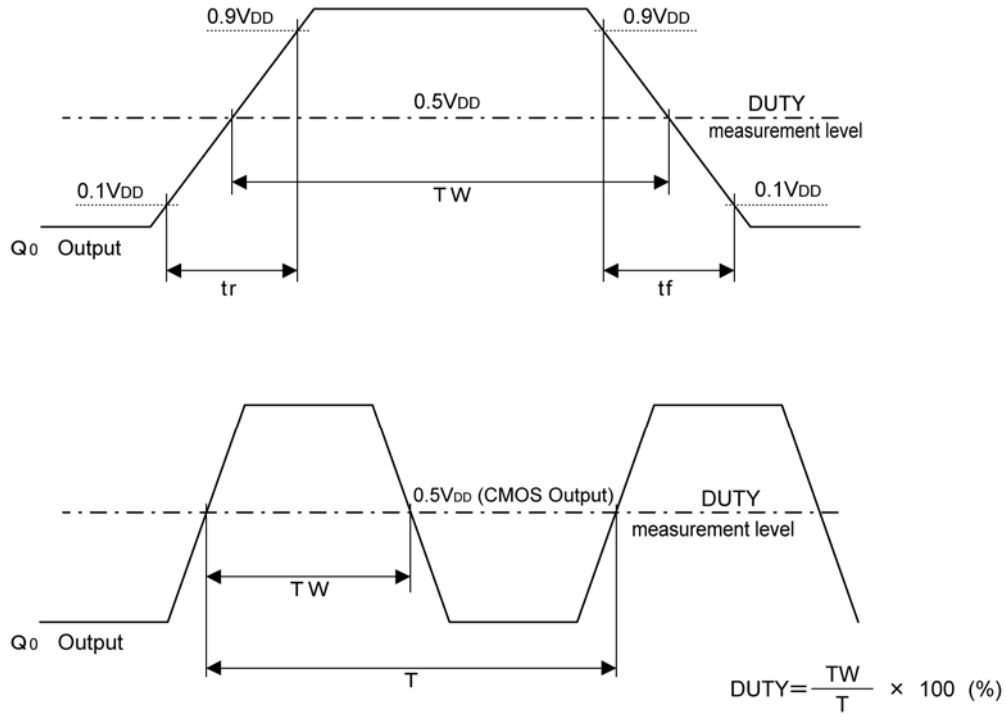 0.9VDD
0.9VDD
0.5VDD
DUTY
measurement level
0.1VDD
TW
0.1VDD
Q0 Output
tr
tf
0.5VDD (CMOS Output)
DUTY
measurement level
TW
Q0 Output
T
DUTY=TW/T × 100 (%)